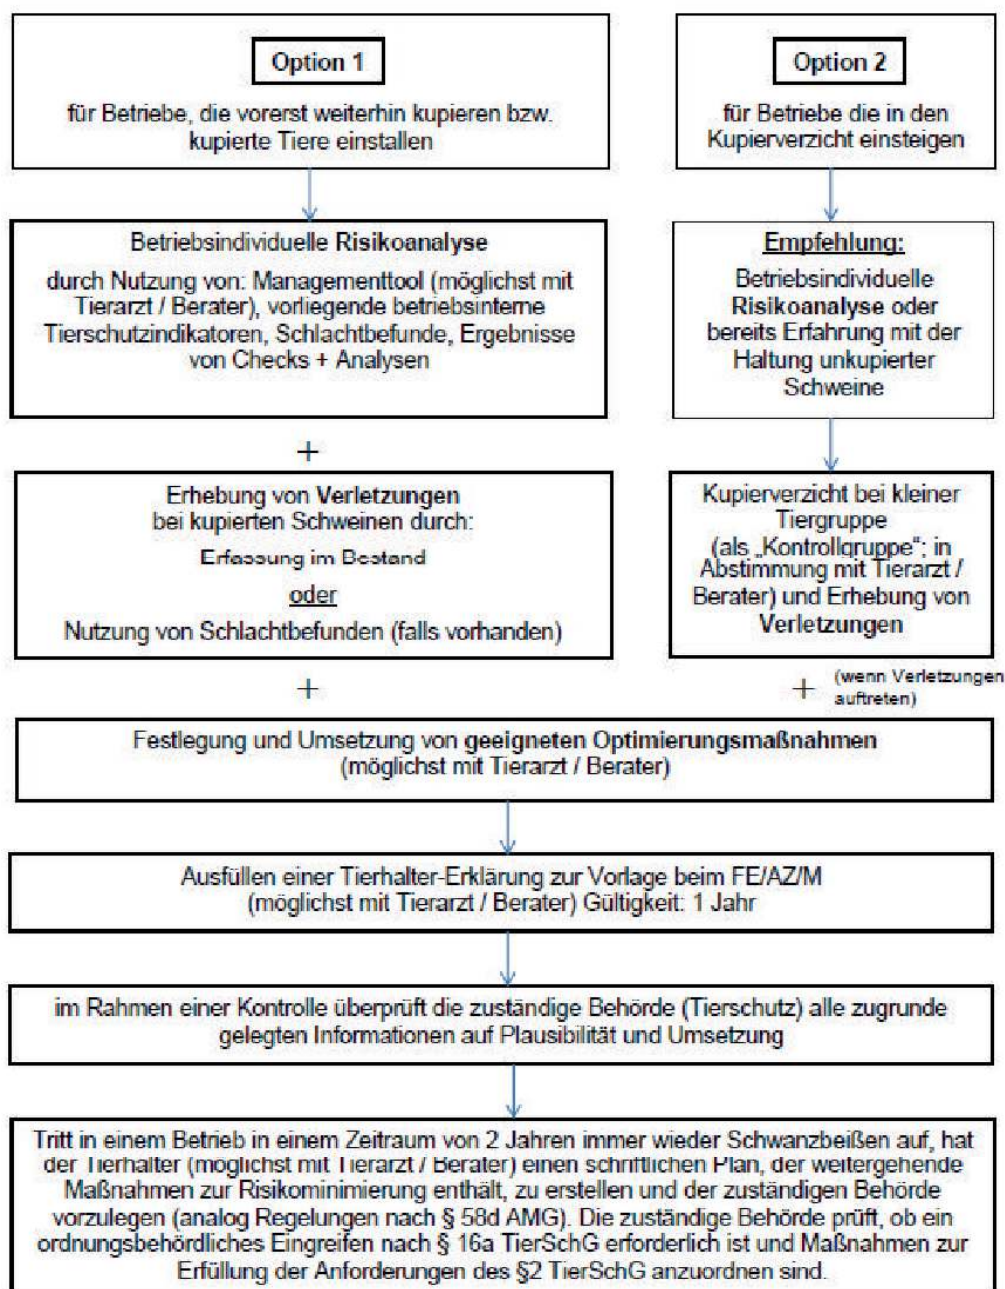 Option 1
für Betriebe, die vorerst weiterhin kupieren bzw.
kupierte Tiere einstallen
Option 2
für Betriebe die in den
Kupierverzicht einsteigen
Betriebsindividuelle Risikoanalyse
durch Nutzung von: Managementtool (möglichst mit
Tierarzt / Berater), vorliegende betriebsinterne
Tierschutzindikatoren, Schlachtbefunde, Ergebnisse
von Checks + Analysen
Empfehlung:
Betriebsindividuelle
Risikoanalyse oder
bereits Erfahrung mit der
Haltung unkupierter
Schweine
+
Erhebung von Verletzungen
bei kupierten Schweinen durch:
Erfassung im Bestand
oder
Nutzung von Schlachtbefunden (falls vorhanden)
Kupierverzicht bei kleiner
Tiergruppe
(als „Kontrollgruppe“; in
Abstimmung mit Tierarzt /
Berater) und Erhebung von
Verletzungen
+
+ (wenn Verletzungen
auftreten)
Festlegung und Umsetzung von geeigneten Optimierungsmaßnahmen
(möglichst mit Tierarzt / Berater)
Ausfüllen einer Tierhalter-Erklärung zur Vorlage beim FE/AZ/M
(möglichst mit Tierarzt / Berater) Gültigkeit: 1 Jahr
im Rahmen einer Kontrolle überprüft die zuständige Behörde (Tierschutz) alle zugrunde
gelegten Informationen auf Plausibilität und Umsetzung
Tritt in einem Betrieb in einem Zeitraum von 2 Jahren immer wieder Schwanzbeißen auf, hat
der Tierhalter (möglichst mit Tierarzt / Berater) einen schriftlichen Plan, der weitergehende
Maßnahmen zur Risikominimierung enthält, zu erstellen und der zuständigen Behörde
vorzulegen (analog Regelungen nach § 58d AMG). Die zuständige Behörde prüft, ob ein
ordnungsbehördliches Eingreifen nach § 16a TierSchG erforderlich ist und Maßnahmen zur
Erfüllung der Anforderungen des §2 TierSchG anzuordnen sind.